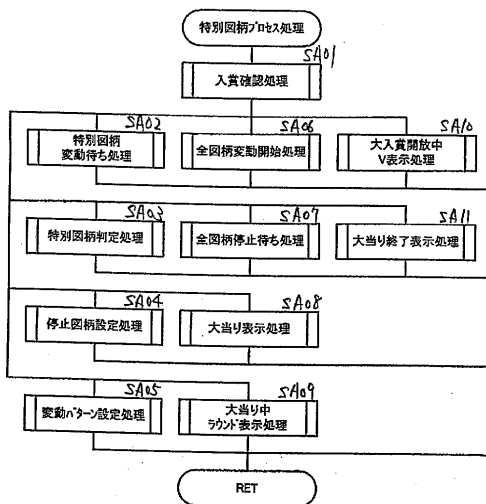 特別図柄プロセス処理
SA01
入賞確認処理
SA02
特別図柄
変動待ち処理
SA06
全図柄変動開始処理
SA10
大入賞開放中
V表示処理
SA03
特別図柄判定処理
SA07
全図柄停止待ち処理
SA11
大当り終了表示処理
SA04
停止図柄設定処理
SA08
大当り表示処理
SA05
変動パターン設定処理
SA09
大当り中
ラウンド表示処理
RET